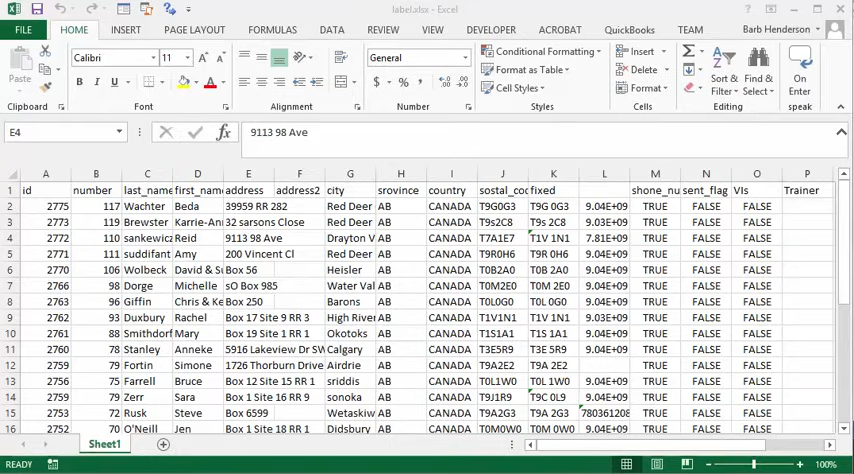 label.xlsx - Excel
FILE HOME INSERT PAGE LAYOUT FORMULAS DATA REVIEW VIEW DEVELOPER ACROBAT QuickBooks TEAM Barb Henderson
Paste Calibri 11 A A General Conditional Formatting Insert Sort & Filter Find & Select On Enter
B I U A $ % , Format as Table Delete
Cell Styles Format speak
Clipboard Font Alignment Number Styles Cells Editing speak
E4 fx 9113 98 Ave
A B C D E F G H I J K L M N O P
1 id number last_name first_name address address2 city srovince country sostal_cod fixed shone_nu sent_flag VIs Trainer
2 2775 117 Wachter Beda 39959 RR 282 Red Deer AB CANADA T9G0G3 T9G 0G3 9.04E+09 TRUE FALSE FALSE
3 2773 119 Brewster Karrie-Ann 32 sarsons Close Red Deer AB CANADA T9s2C8 T9s 2C8 9.03E+09 TRUE FALSE FALSE
4 2772 110 sankewicz Reid 9113 98 Ave Drayton V AB CANADA T7A1E7 T1V 1N1 7.81E+09 TRUE FALSE FALSE
5 2771 111 suddifant Amy 200 Vincent Cl Red Deer AB CANADA T9R0H6 T9R 0H6 9.04E+09 TRUE FALSE FALSE
6 2770 106 Wolbeck David & Su Box 56 Heisler AB CANADA T0B2A0 T0B 2A0 9.04E+09 TRUE FALSE FALSE
7 2766 98 Dorge Michelle sO Box 985 Water Val AB CANADA T0M2E0 T0M 2E0 9.04E+09 TRUE FALSE FALSE
8 2763 96 Giffin Chris & Ke Box 250 Barons AB CANADA T0L0G0 T0L 0G0 9.04E+09 TRUE FALSE FALSE
9 2762 93 Duxbury Rachel Box 17 Site 9 RR 3 High River AB CANADA T1V1N1 T1V 1N1 9.03E+09 TRUE FALSE FALSE
10 2761 88 Smithdorf Mary Box 19 Site 1 RR 1 Okotoks AB CANADA T1S1A1 T1S 1A1 9.04E+09 TRUE FALSE FALSE
11 2760 78 Stanley Anneke 5916 Lakeview Dr SW Calgary AB CANADA T3E5R9 T3E 5R9 9.04E+09 TRUE FALSE FALSE
12 2759 79 Fortin Simone 1726 Thorburn Drive Airdrie AB CANADA T9A2E2 T9A 2E2 TRUE FALSE FALSE
13 2756 75 Farrell Bruce Box 12 Site 15 RR 1 sriddis AB CANADA T0L1W0 T0L 1W0 9.04E+09 TRUE FALSE FALSE
14 2759 79 Zerr Sara Box 1 Site 16 RR 9 sonoka AB CANADA T9J1R9 T9C 0L9 9.04E+09 TRUE FALSE FALSE
15 2753 72 Rusk Steve Box 6599 Wetaskiw AB CANADA T9A2G3 T9A 2G3 780361208 TRUE FALSE FALSE
16 2752 70 O'Neill Jen Box 1 Site 18 RR 1 Didsbury AB CANADA T0M0W0 T0M 0W0 9.04E+09 TRUE FALSE FALSE
Sheet1
READY 100%